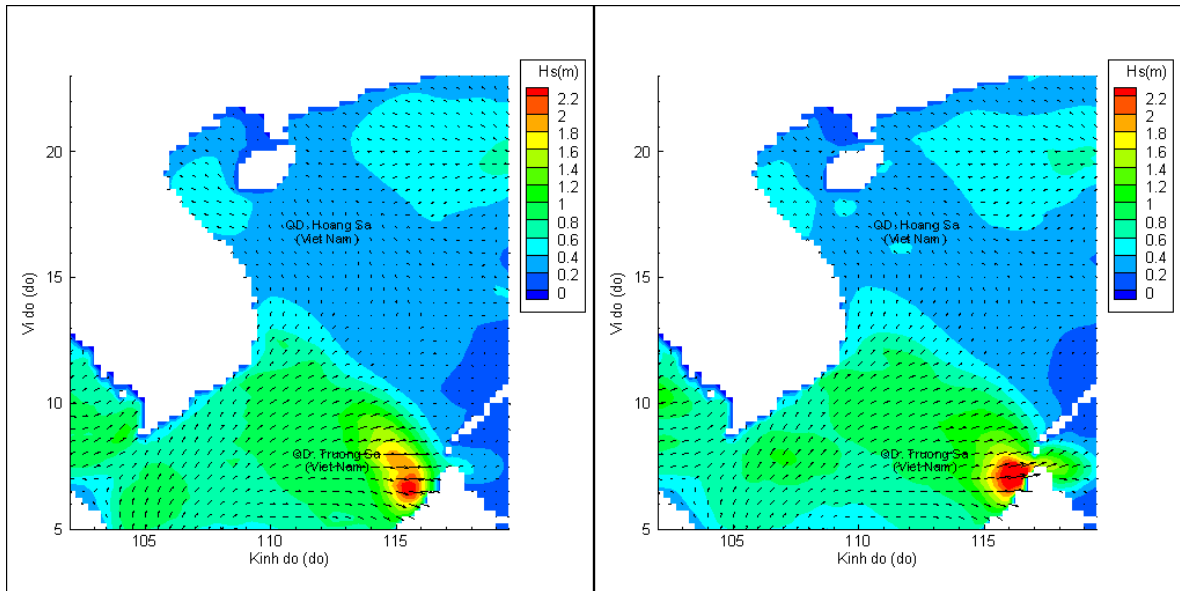 Hs(m)
2.2
2
1.8
1.6
1.4
1.2
1
0.8
0.6
0.4
0.2
0
20
15
10
5
Vi do (do)
QD. Hoang Sa
(Viet Nam)
QD. Truong Sa
(Viet Nam)
105
110
115
Kinh do (do)
Hs(m)
2.2
2
1.8
1.6
1.4
1.2
1
0.8
0.6
0.4
0.2
0
20
15
10
5
Vi do (do)
QD. Hoang Sa
(Viet Nam)
QD. Truong Sa
(Viet Nam)
105
110
115
Kinh do (do)